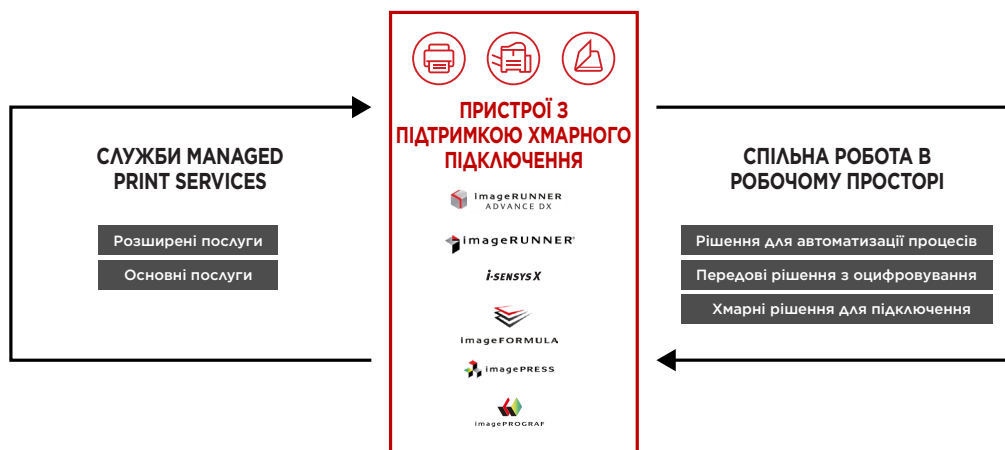 СЛУЖБИ MANAGED
PRINT SERVICES
Розширені послуги
Основні послуги
ПРИСТРОЇ З
ПІДТРИМКОЮ ХМАРНОГО
ПІДКЛЮЧЕННЯ
imageRUNNER
ADVANCE DX
imageRUNNER
i-SENSYS X
imageFORMULA
imagePRESS
imagePROGRAF
СПІЛЬНА РОБОТА В
РОБОЧОМУ ПРОСТОРІ
Рішення для автоматизації процесів
Передові рішення з оцифровування
Хмарні рішення для підключення